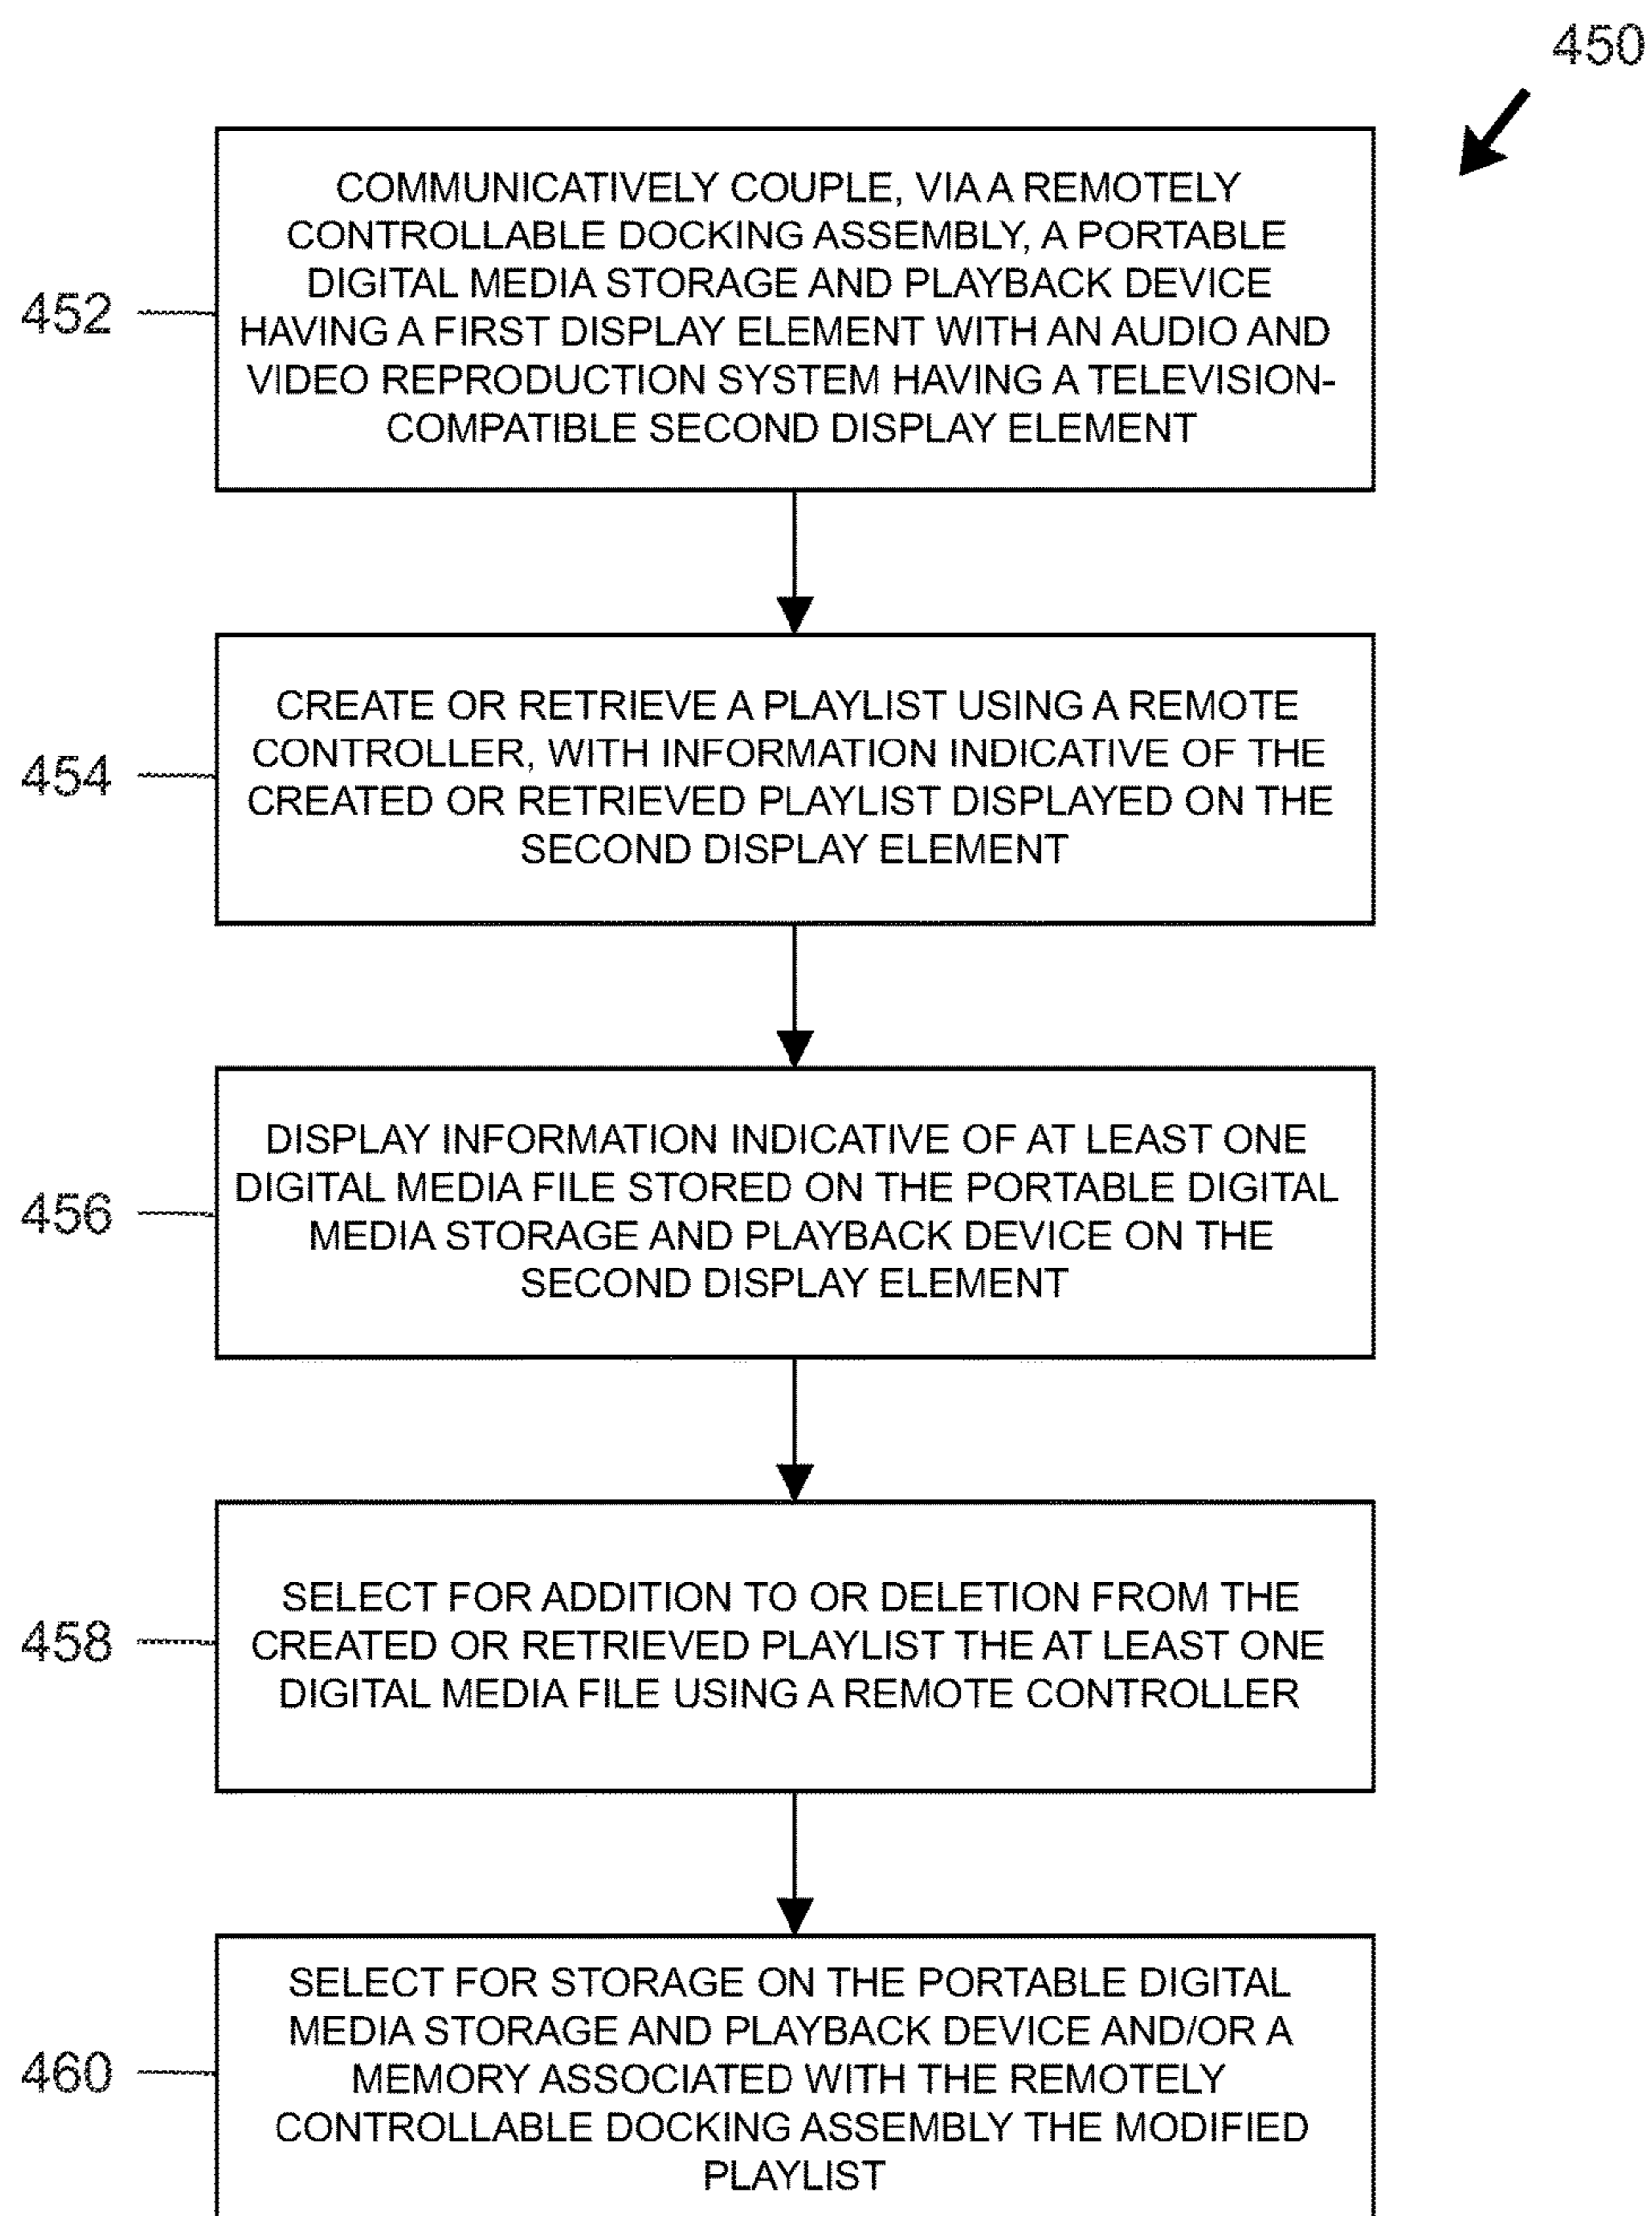 450
452
COMMUNICATIVELY COUPLE, VIA A REMOTELY
CONTROLLABLE DOCKING ASSEMBLY, A PORTABLE
DIGITAL MEDIA STORAGE AND PLAYBACK DEVICE
HAVING A FIRST DISPLAY ELEMENT WITH AN AUDIO AND
VIDEO REPRODUCTION SYSTEM HAVING A TELEVISION-
COMPATIBLE SECOND DISPLAY ELEMENT
454
CREATE OR RETRIEVE A PLAYLIST USING A REMOTE
CONTROLLER, WITH INFORMATION INDICATIVE OF THE
CREATED OR RETRIEVED PLAYLIST DISPLAYED ON THE
SECOND DISPLAY ELEMENT
456
DISPLAY INFORMATION INDICATIVE OF AT LEAST ONE
DIGITAL MEDIA FILE STORED ON THE PORTABLE DIGITAL
MEDIA STORAGE AND PLAYBACK DEVICE ON THE
SECOND DISPLAY ELEMENT
458
SELECT FOR ADDITION TO OR DELETION FROM THE
CREATED OR RETRIEVED PLAYLIST THE AT LEAST ONE
DIGITAL MEDIA FILE USING A REMOTE CONTROLLER
460
SELECT FOR STORAGE ON THE PORTABLE DIGITAL
MEDIA STORAGE AND PLAYBACK DEVICE AND/OR A
MEMORY ASSOCIATED WITH THE REMOTELY
CONTROLLABLE DOCKING ASSEMBLY THE MODIFIED
PLAYLIST